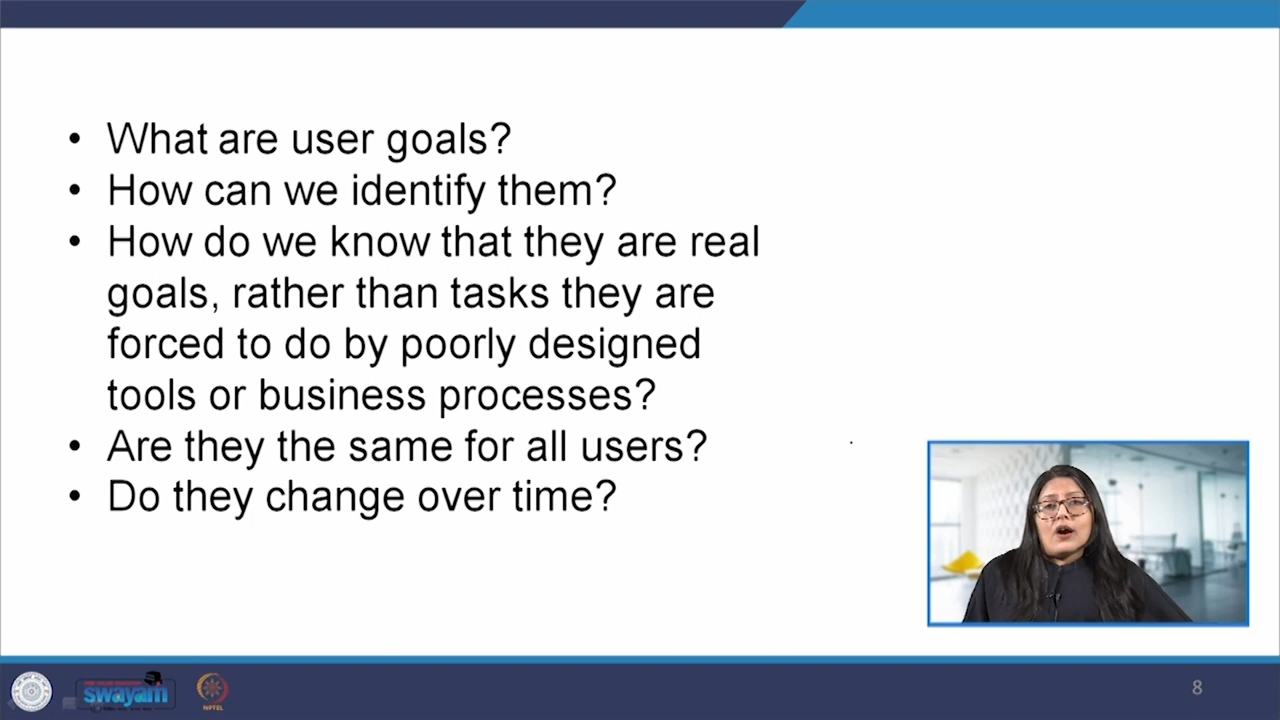 • What are user goals?
• How can we identify them?
• How do we know that they are real
goals, rather than tasks they are
forced to do by poorly designed
tools or business processes?
• Are they the same for all users?
• Do they change over time?
swayam
NPTEL
8